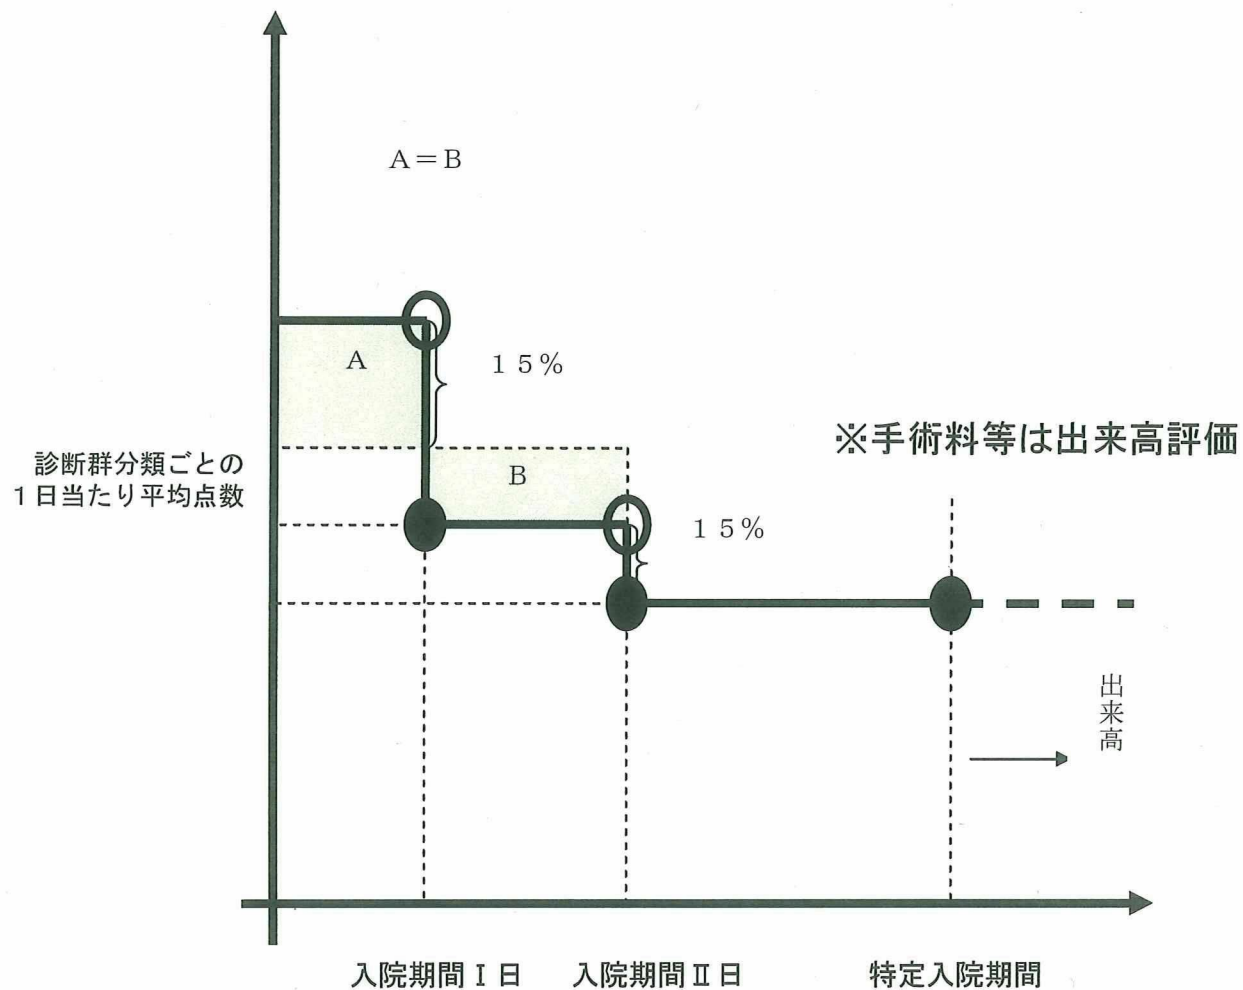 A=B
A
15%
診断群分類ごとの
1日当たり平均点数
B
※手術料等は出来高評価
15%
出来高
入院期間Ⅰ日
入院期間Ⅱ日
特定入院期間